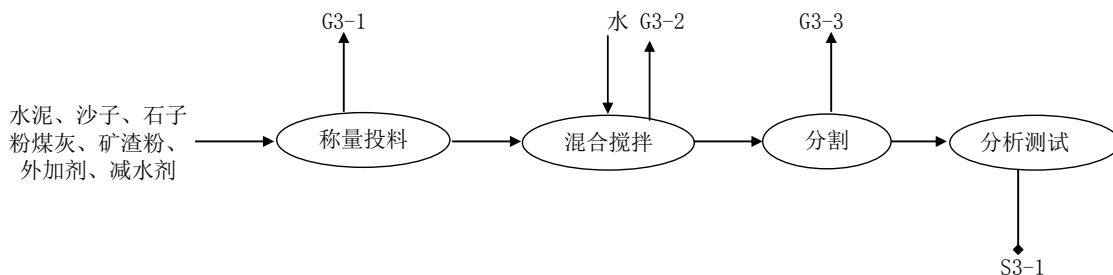 G3-1
水 G3-2
G3-3
水泥、沙子、石子
粉煤灰、矿渣粉、
外加剂、减水剂
称量投料
混合搅拌
分割
分析测试
S3-1